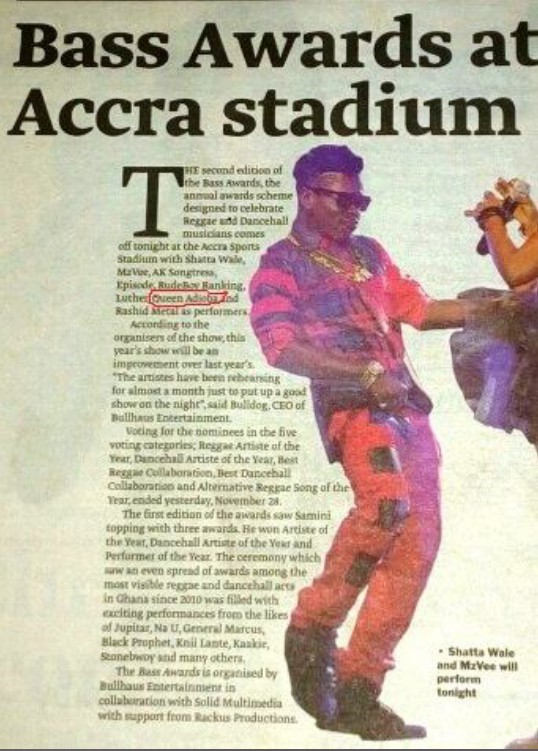 Bass Awards at
Accra stadium
THE second edition of
the Bass Awards, the
annual awards scheme
designed to celebrate
Reggae and Dancehall
musicians comes
off tonight at the Accra Sports
Stadium with Shatta Wale,
MzVee, AK Songtress,
Episode, RudeBoy Ranking,
Luther, Queen Adioba and
Rashid Metal as performers.
According to the
organisers of the show, this
year's show will be an
improvement over last year's.
"The artistes have been rehearsing
for almost a month just to put up a good
show on the night", said Bulldog, CEO of
Bullhaus Entertainment.
Voting for the nominees in the five
voting categories; Reggae Artiste of the
Year, Dancehall Artiste of the Year, Best
Reggae Collaboration, Best Dancehall
Collaboration and Alternative Reggae Song of the
Year, ended yesterday, November 28.
The first edition of the awards saw Samini
topping with three awards. He won Artiste of
the Year, Dancehall Artiste of the Year and
Performer of the Year. The ceremony which
saw an even spread of awards among the
most visible reggae and dancehall acts
in Ghana since 2010 was filled with
exciting performances from the likes
of Jupitar, Na U, General Marcus,
Black Prophet, Knii Lante, Kaakie,
Stonebwoy and many others.
The Bass Awards is organised by
Bullhaus Entertainment in
collaboration with Solid Multimedia
with support from Rackus Productions.
• Shatta Wale
and MzVee will
perform
tonight